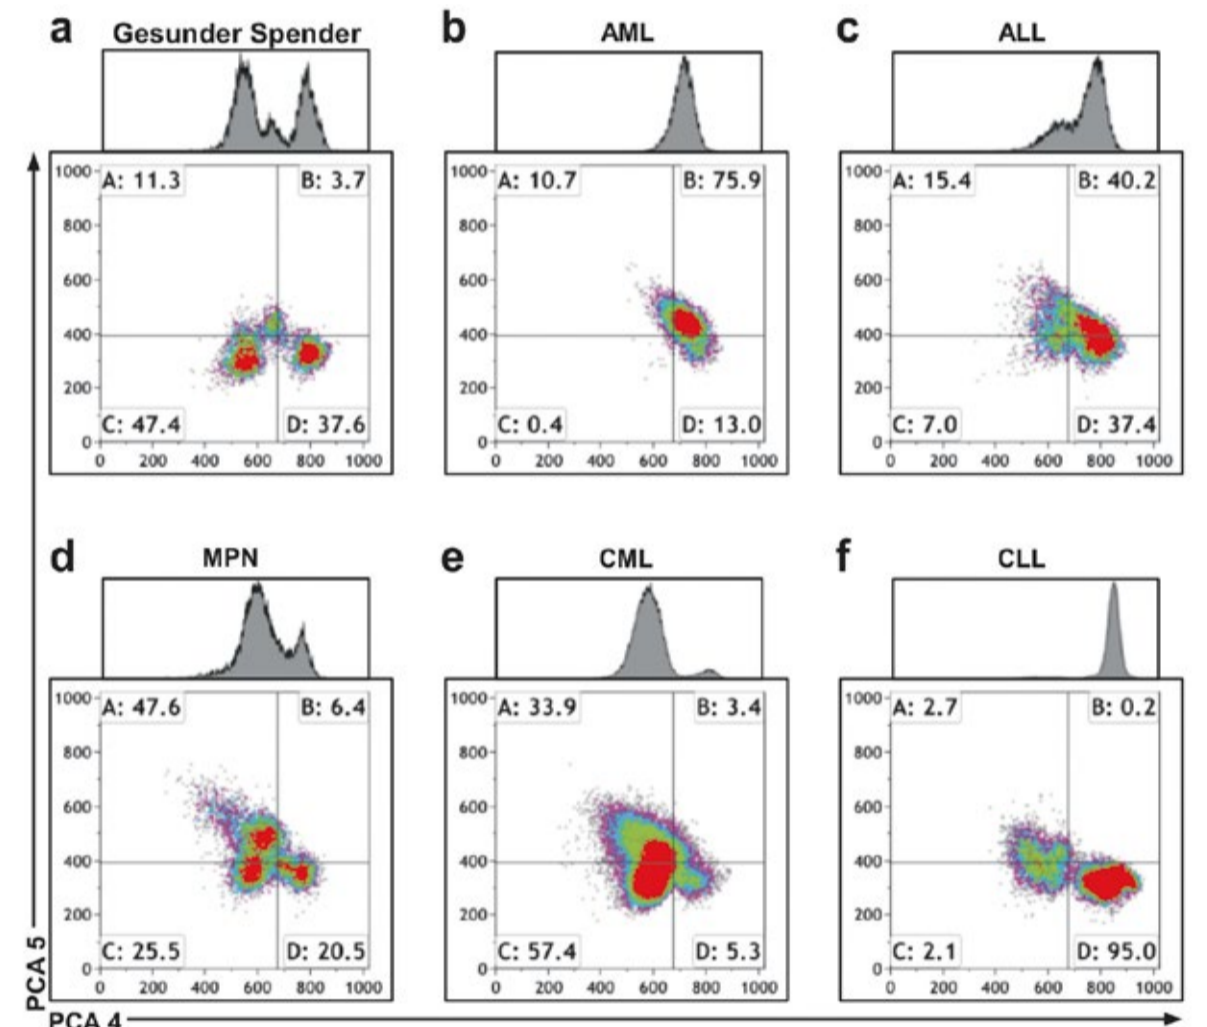 a Gesunder Spender
b AML
c ALL
A: 11.3 B: 3.7
C: 47.4 D: 37.6
1000
800
600
400
200
0
0 200 400 600 800 1000
A: 10.7 B: 75.9
C: 0.4 D: 13.0
1000
800
600
400
200
0
0 200 400 600 800 1000
A: 15.4 B: 40.2
C: 7.0 D: 37.4
1000
800
600
400
200
0
0 200 400 600 800 1000
d MPN
e CML
f CLL
A: 47.6 B: 6.4
C: 25.5 D: 20.5
1000
800
600
400
200
0
0 200 400 600 800 1000
A: 33.9 B: 3.4
C: 57.4 D: 5.3
1000
800
600
400
200
0
0 200 400 600 800 1000
A: 2.7 B: 0.2
C: 2.1 D: 95.0
1000
800
600
400
200
0
0 200 400 600 800 1000
PCA 5
PCA 4